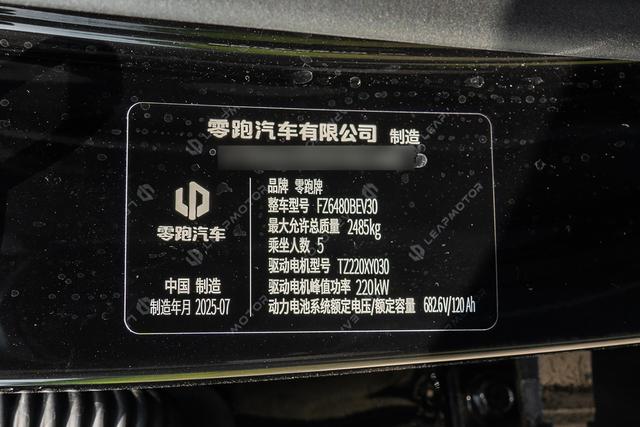 零跑汽车有限公司 制造
品牌 零跑牌
整车型号 FZ6480BEV30
最大允许总质量 2485kg
乘坐人数 5
驱动电机型号 TZ220XY030
驱动电机峰值功率 220kW
动力电池系统额定电压/额定容量 682.6V/120Ah
零跑汽车
中国 制造
制造年月 2025-07
LEAPMOTOR